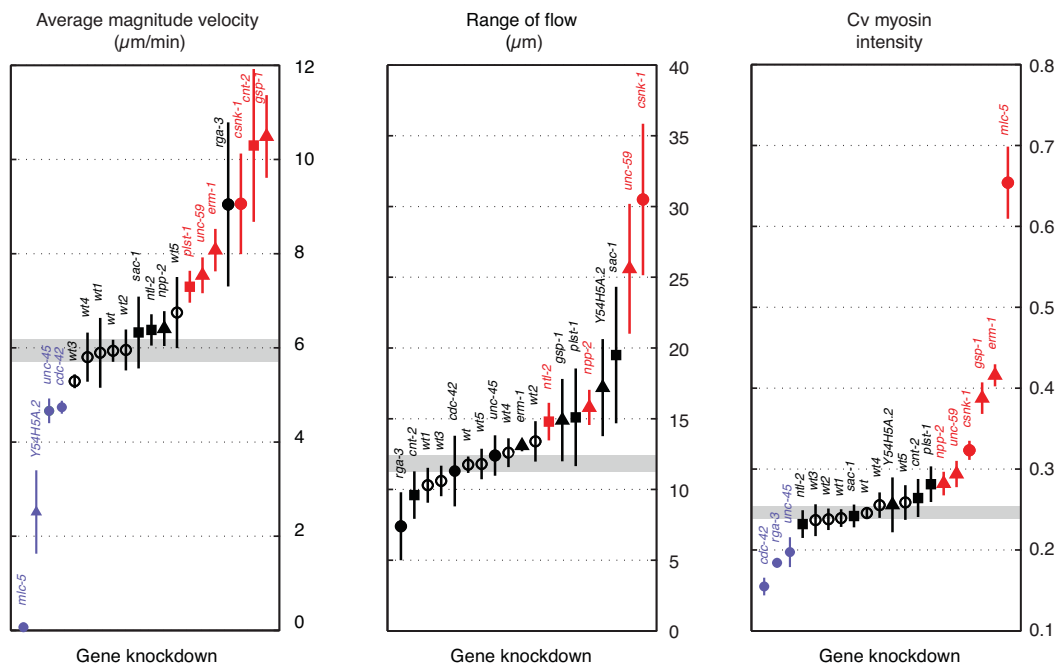 Average magnitude velocity
(µm/min)
12
10
8
6
4
2
0
mlc-5
Y54H5A.2
unc-45
cdc-42
wt3
wt4
wt1
wt
wt2
sac-1
ntl-2
npp-2
wt5
plst-1
unc-59
erm-1
rga-3
csnk-1
cnt-2
gsp-1
Gene knockdown
Range of flow
(µm)
40
35
30
25
20
15
10
5
0
rga-3
cnt-2
wt1
wt3
cdc-42
wt
wt5
unc-45
wt4
erm-1
wt2
ntl-2
gsp-1
plst-1
npp-2
Y54H5A.2
sac-1
unc-59
csnk-1
Gene knockdown
Cv myosin
intensity
0.8
0.7
0.6
0.5
0.4
0.3
0.2
0.1
cdc-42
rga-3
unc-45
ntl-2
wt3
wt2
wt1
sac-1
wt
wt4
Y54H5A.2
wt5
cnt-2
plst-1
npp-2
unc-59
csnk-1
gsp-1
erm-1
mlc-5
Gene knockdown